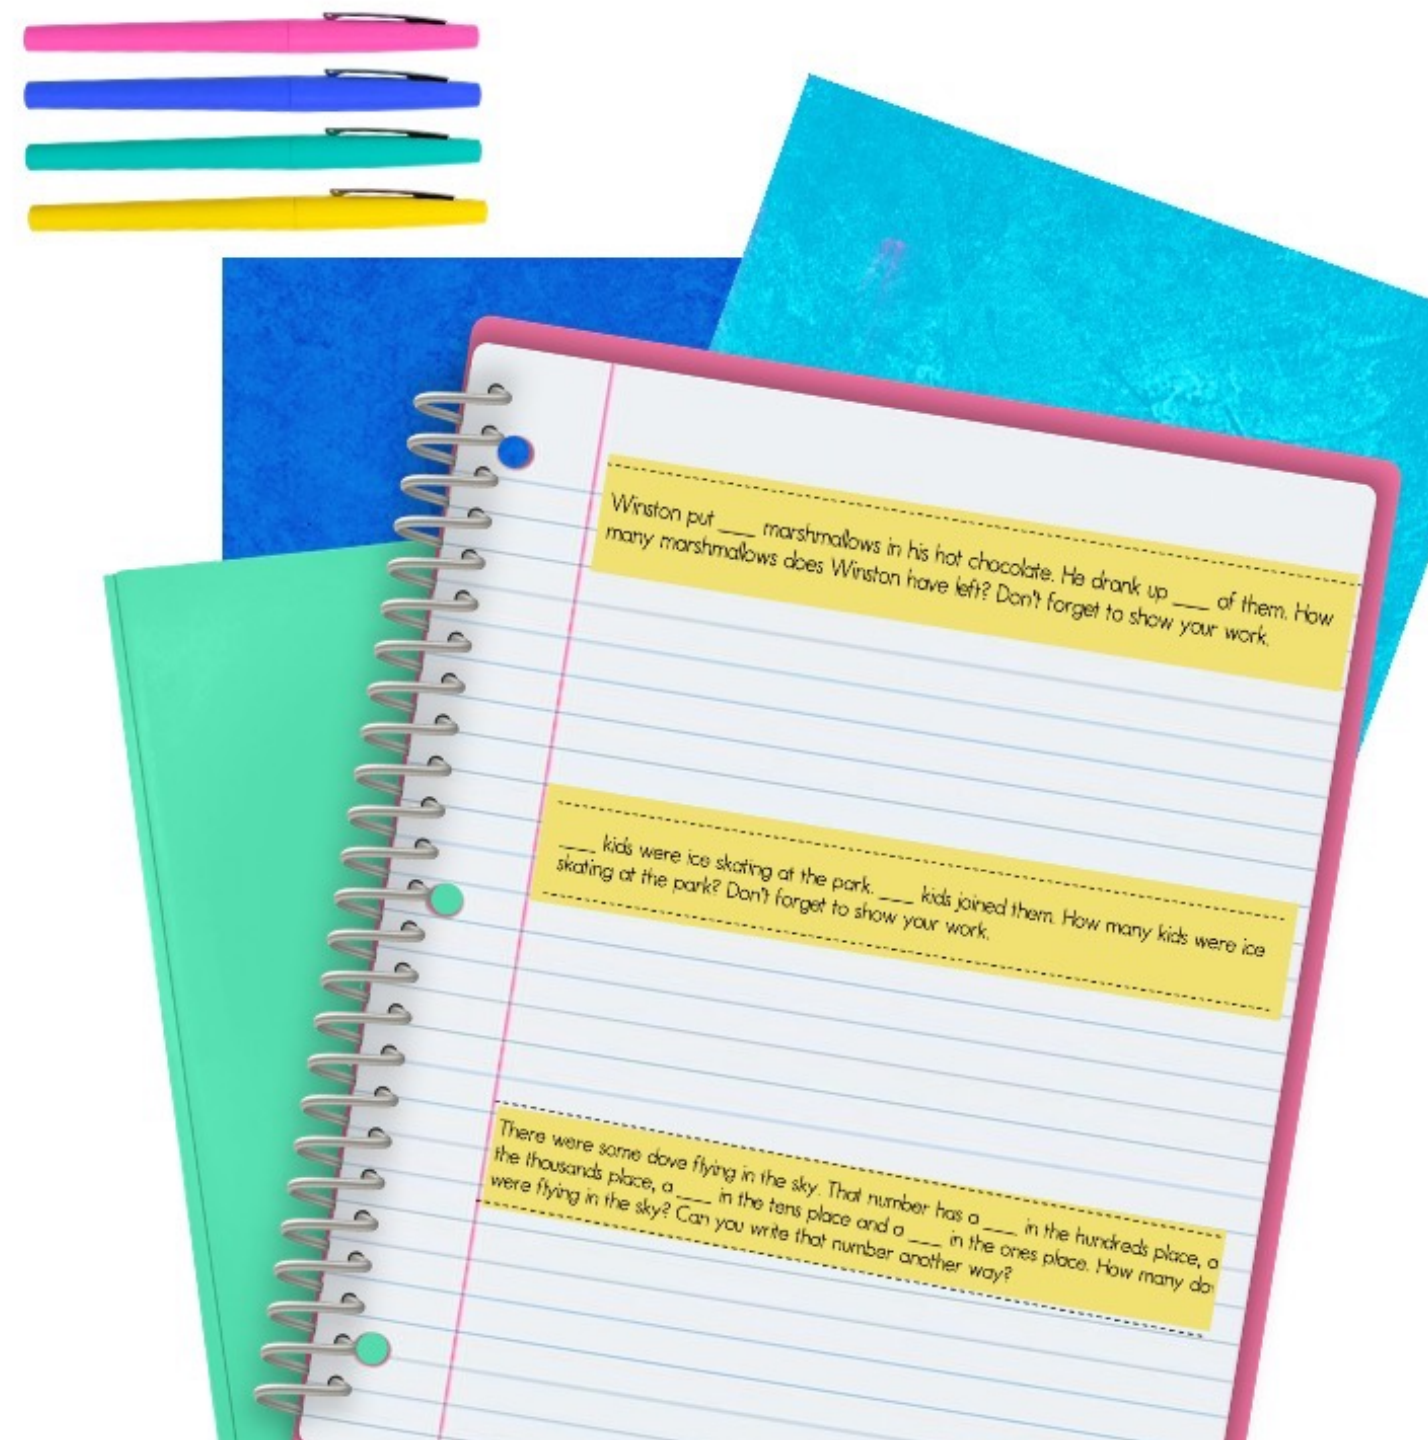 Winston put ___ marshmallows in his hot chocolate. He drank up ___ of them. How
many marshmallows does Winston have left? Don't forget to show your work.
___ kids were ice skating at the park. ___ kids joined them. How many kids were ice
skating at the park? Don't forget to show your work.
There were some dove flying in the sky. That number has a ___ in the hundreds place, a
the thousands place, a ___ in the tens place and a ___ in the ones place. How many
were flying in the sky? Can you write that number another way?